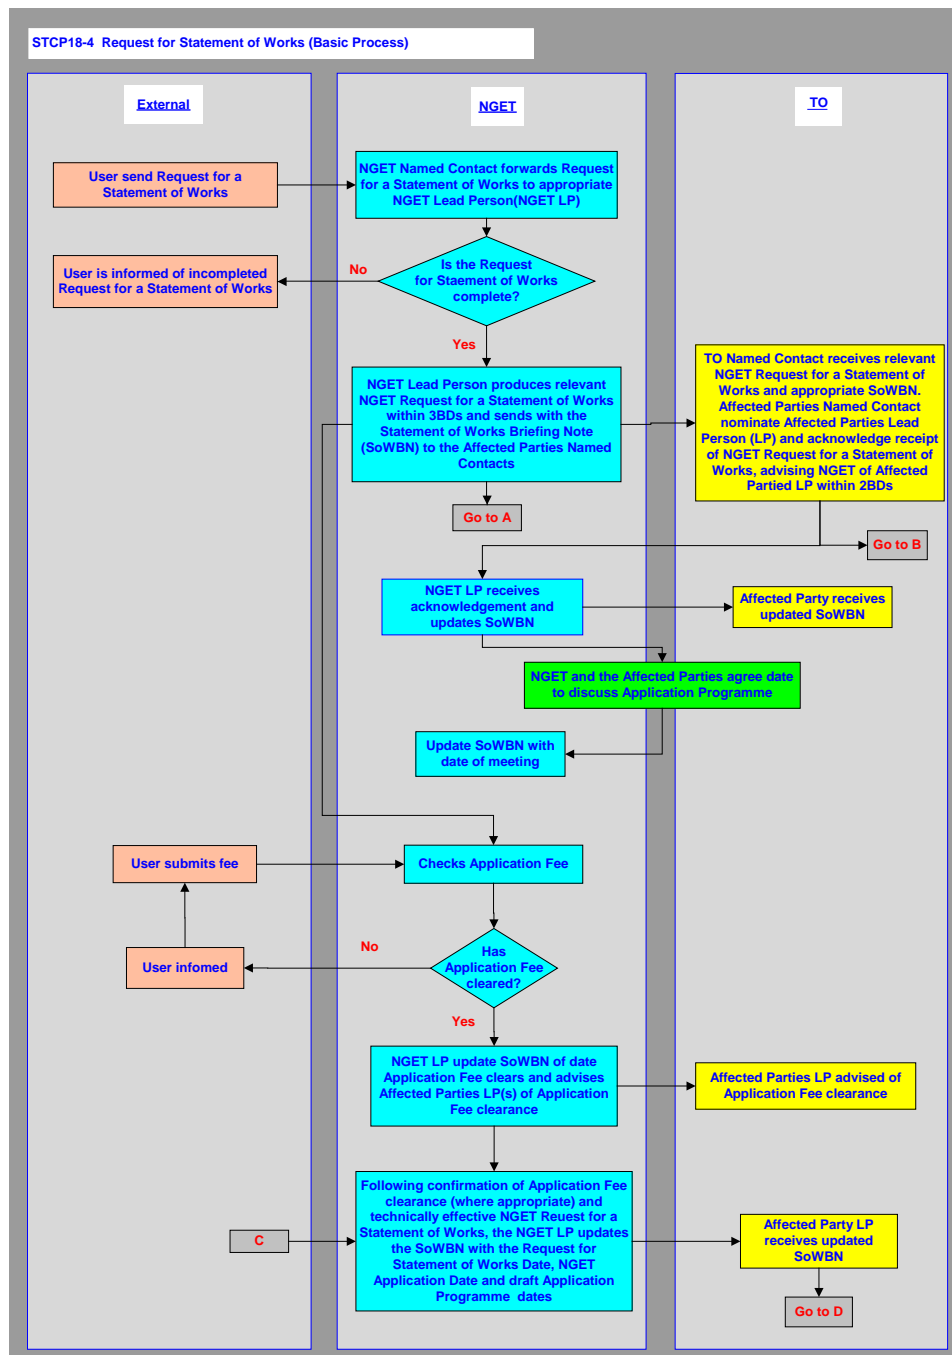 STCP18-4 Request for Statement of Works (Basic Process)
External
NGET
TO
User send Request for a
Statement of Works
NGET Named Contact forwards Request
for a Statement of Works to appropriate
NGET Lead Person(NGET LP)
User is informed of incompleted
Request for a Statement of Works
No
Is the Request
for Staement of Works
complete?
Yes
NGET Lead Person produces relevant
NGET Request for a Statement of Works
within 3BDs and sends with the
Statement of Works Briefing Note
(SoWBN) to the Affected Parties Named
Contacts
TO Named Contact receives relevant
NGET Request for a Statement of
Works and appropriate SoWBN.
Affected Parties Named Contact
nominate Affected Parties Lead
Person (LP) and acknowledge receipt
of NGET Request for a Statement of
Works, advising NGET of Affected
Partied LP within 2BDs
Go to A
Go to B
NGET LP receives
acknowledgement and
updates SoWBN
Affected Party receives
updated SoWBN
NGET and the Affected Parties agree date
to discuss Application Programme
Update SoWBN with
date of meeting
User submits fee
Checks Application Fee
User infomed
No
Has
Application Fee
cleared?
Yes
NGET LP update SoWBN of date
Application Fee clears and advises
Affected Parties LP(s) of Application
Fee clearance
Affected Parties LP advised of
Application Fee clearance
C
Following confirmation of Application Fee
clearance (where appropriate) and
technically effective NGET Reuest for a
Statement of Works, the NGET LP updates
the SoWBN with the Request for
Statement of Works Date, NGET
Application Date and draft Application
Programme dates
Affected Party LP
receives updated
SoWBN
Go to D